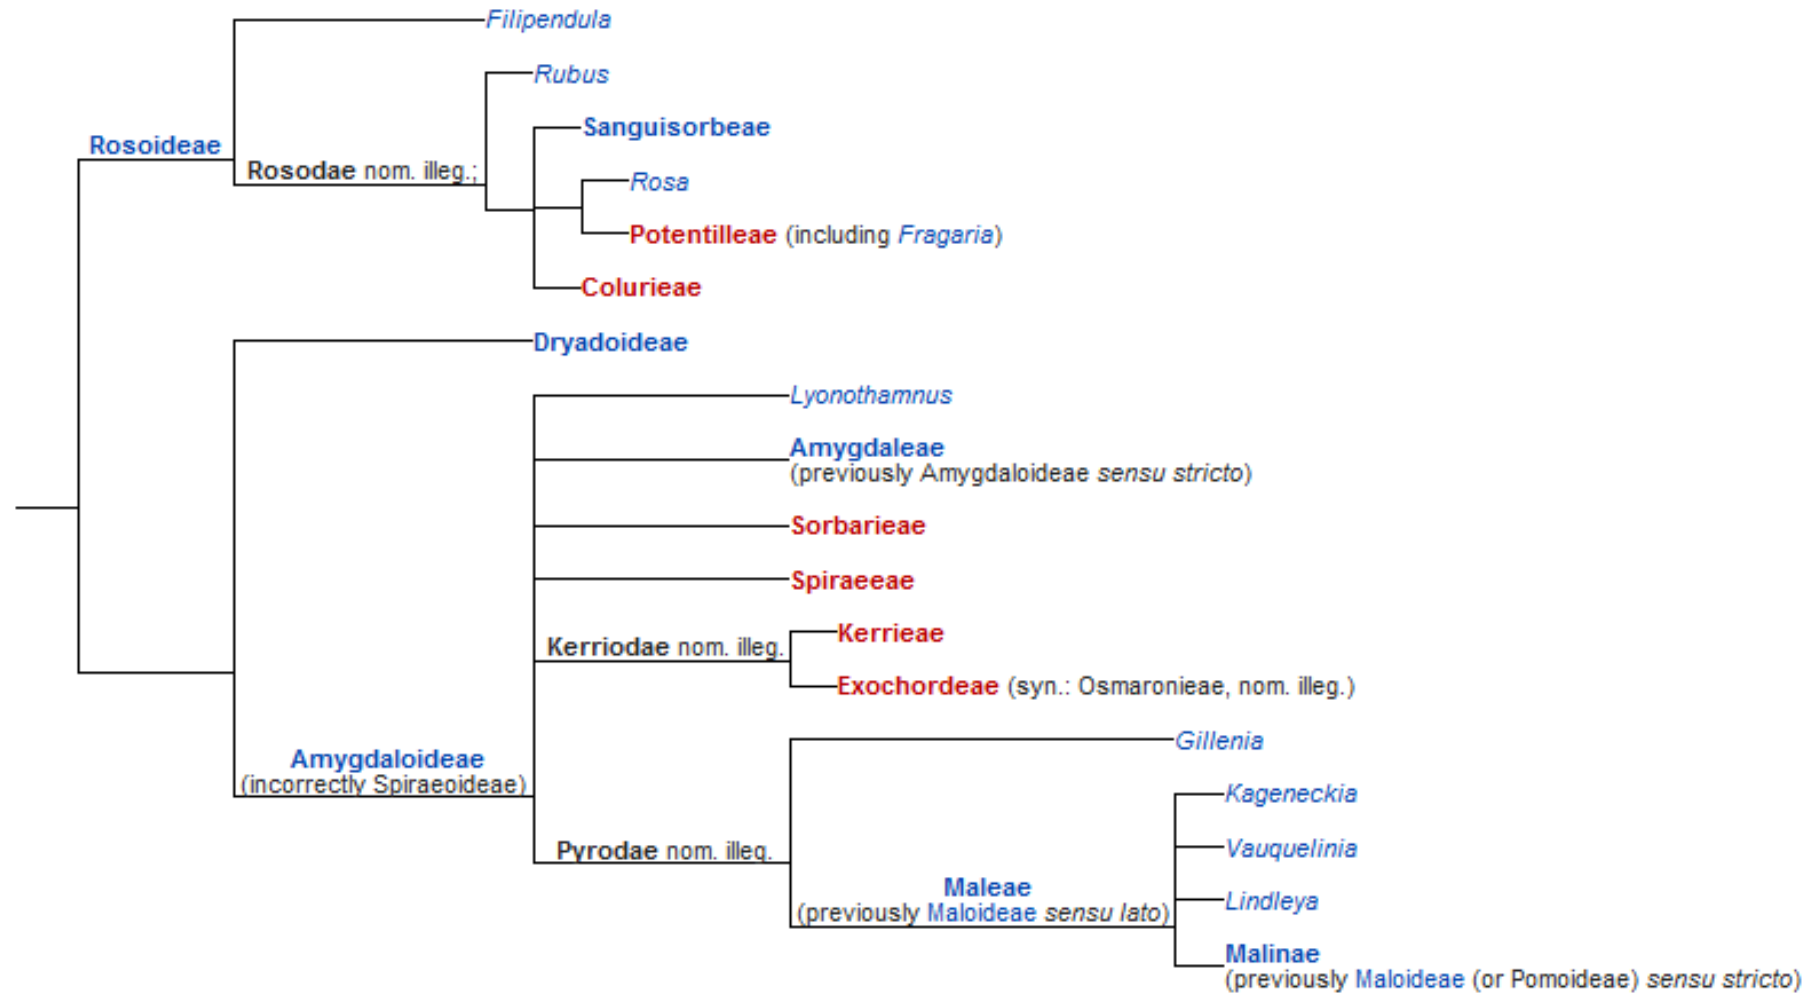 Filipendula
Rubus
Sanguisorbeae
Rosoideae
Rosodae nom. illeg.;
Rosa
Potentilleae (including Fragaria)
Colurieae
Dryadoideae
Lyonothamnus
Amygdaleae
(previously Amygdaloideae sensu stricto)
Sorbarieae
Spiraeeae
Kerriodae nom. illeg.
Kerrieae
Exochordeae (syn.: Osmaronieae, nom. illeg.)
Amygdaloideae
(incorrectly Spiraeoideae)
Gillenia
Kageneckia
Pyrodae nom. illeg.
Vauquelinia
Maleae
(previously Maloideae sensu lato)
Lindleya
Malinae
(previously Maloideae (or Pomoideae) sensu stricto)